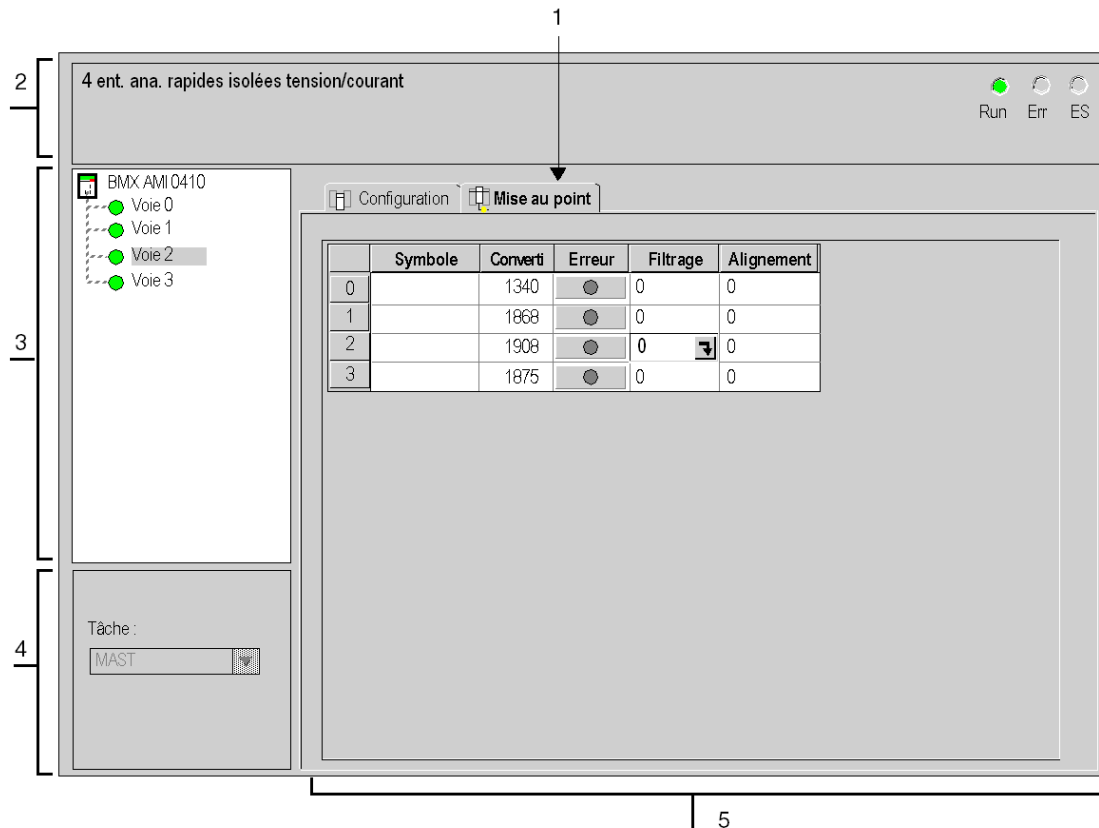 1
2
4 ent. ana. rapides isolées tension/courant
Run Err ES
3
BMX AMI 0410
Voie 0
Voie 1
Voie 2
Voie 3
Configuration Mise au point
Symbole Converti Erreur Filtrage Alignement
0 1340 0 0
1 1868 0 0
2 1908 0 0
3 1875 0 0
4
Tâche :
MAST
5